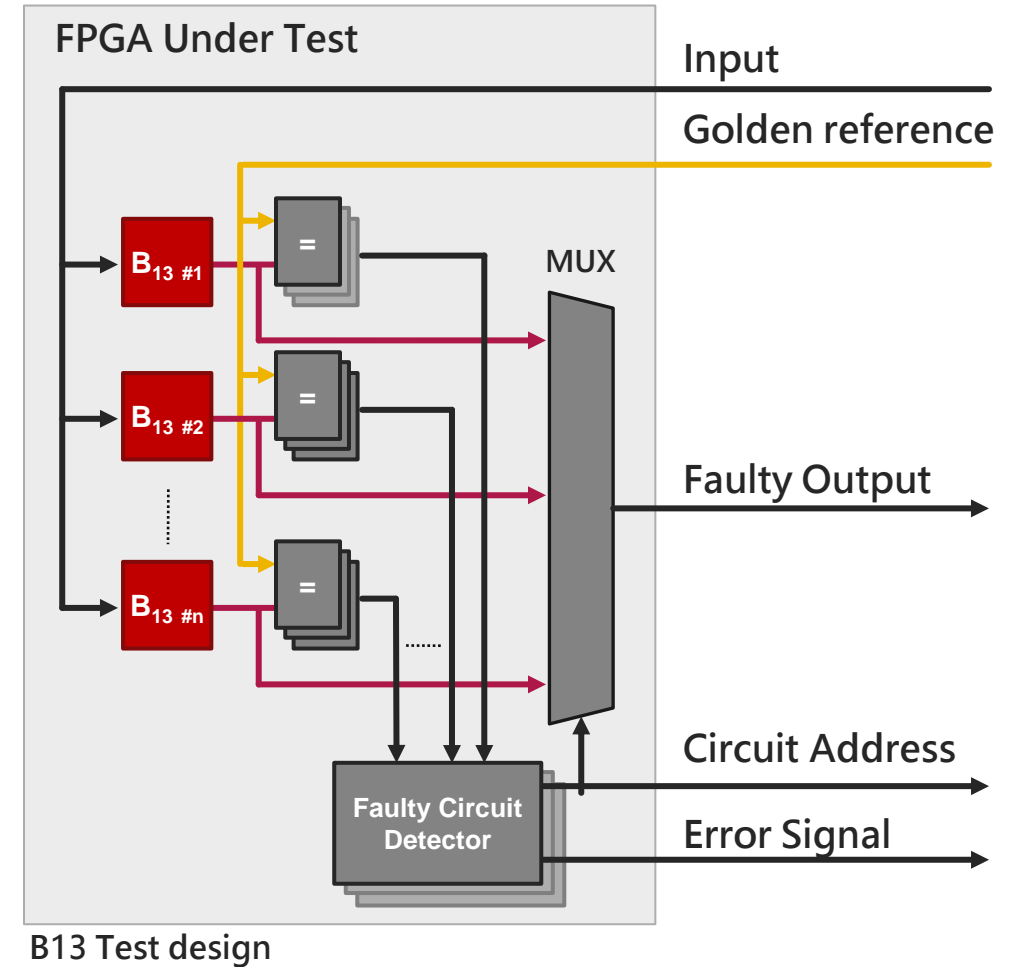 FPGA Under Test
Input
Golden reference
B13 #1
=
MUX
B13 #2
=
Faulty Output
B13 #n
=
Circuit Address
Faulty Circuit
Detector
Error Signal
B13 Test design